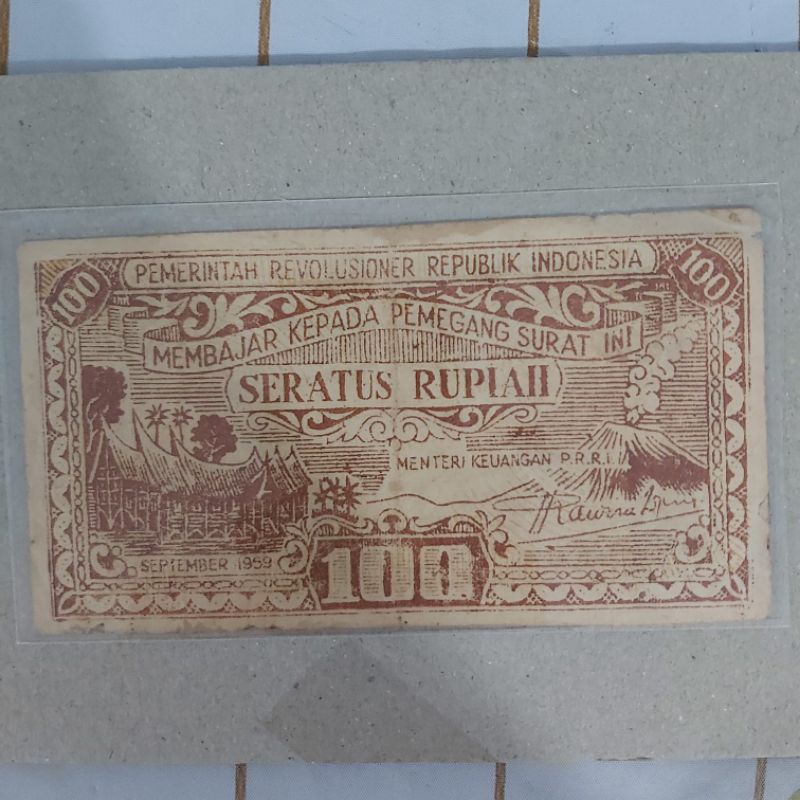 PEMERINTAH REVOLUSIONER REPUBLIK INDONESIA
100 100
MEMBAJAR KEPADA PEMEGANG SURAT INI
SERATUS RUPIAH
MENTERI KEUANGAN P.R.R.I.
SEPTEMBER 1959
100